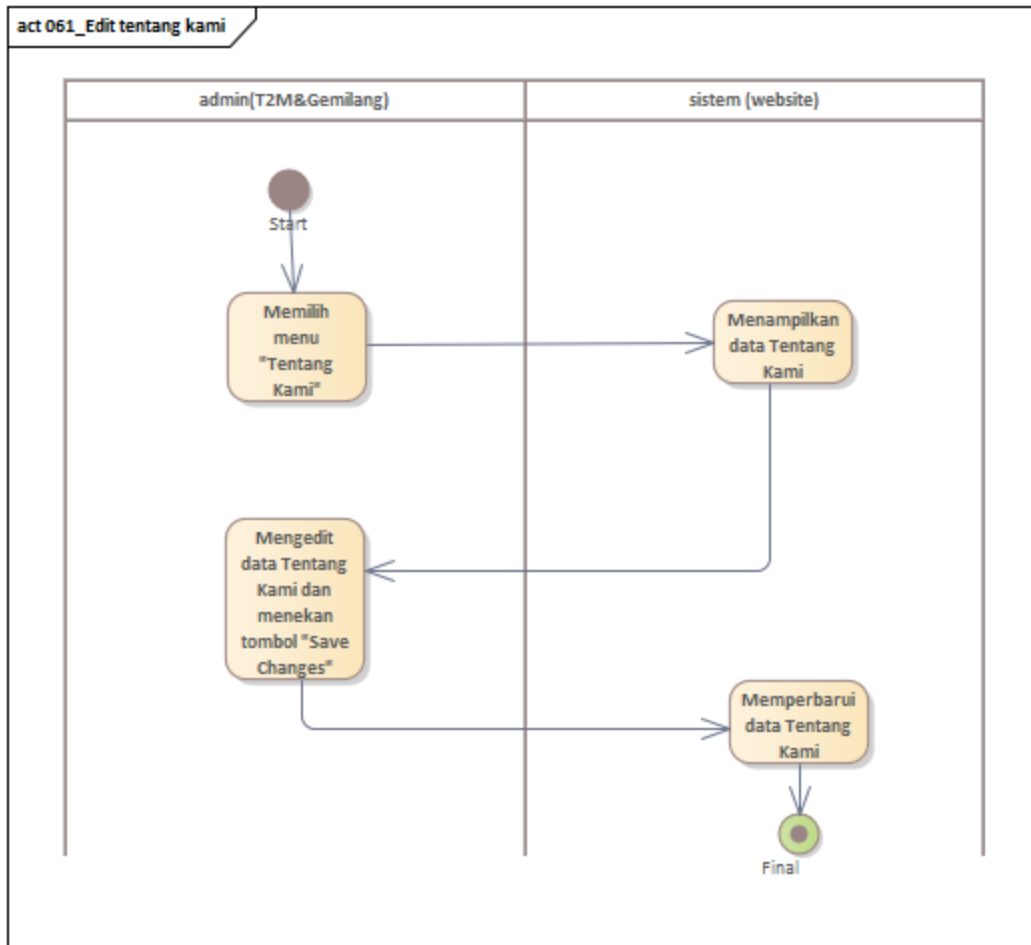 act 061_Edit tentang kami
admin(T2M&Gemilang)
sistem (website)
Start
Memilih
menu
"Tentang
Kami"
Menampilkan
data Tentang
Kami
Mengedit
data Tentang
Kami dan
menekan
tombol "Save
Changes"
Memperbarui
data Tentang
Kami
Final